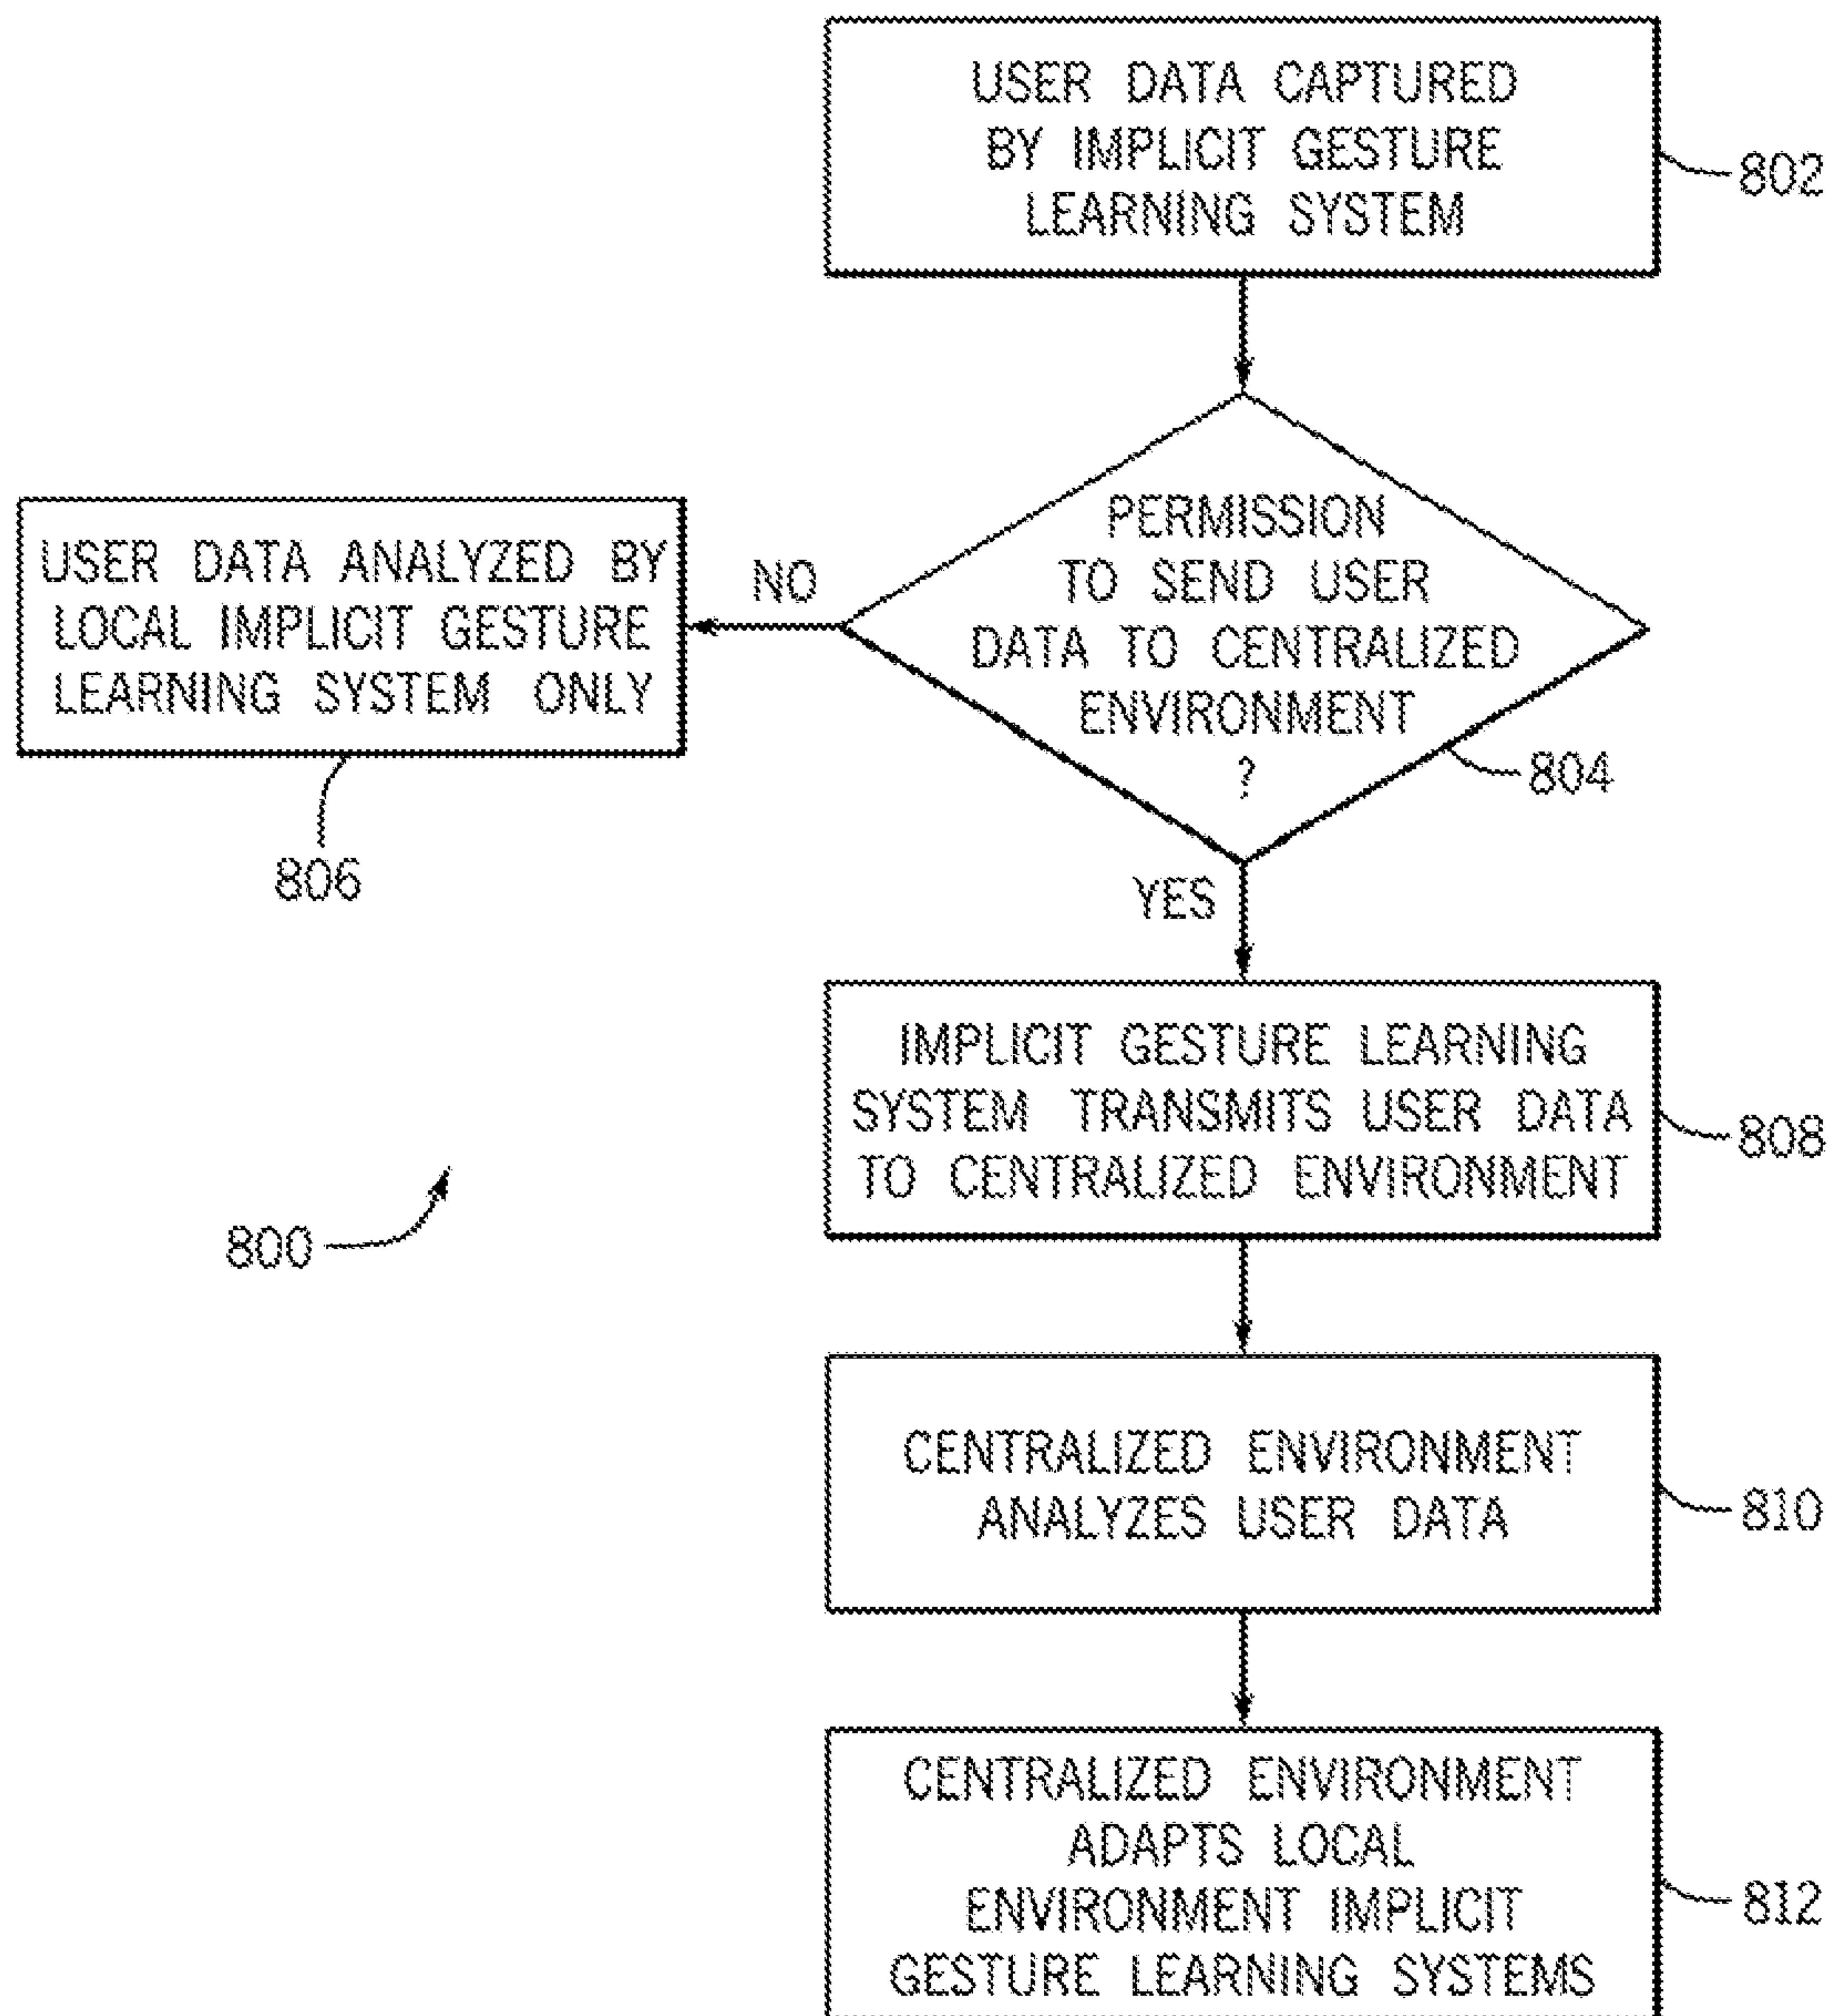 USER DATA CAPTURED
BY IMPLICIT GESTURE
LEARNING SYSTEM
802
PERMISSION
TO SEND USER
DATA TO CENTRALIZED
ENVIRONMENT
?
804
NO
USER DATA ANALYZED BY
LOCAL IMPLICIT GESTURE
LEARNING SYSTEM ONLY
806
YES
IMPLICIT GESTURE LEARNING
SYSTEM TRANSMITS USER DATA
TO CENTRALIZED ENVIRONMENT
808
800
CENTRALIZED ENVIRONMENT
ANALYZES USER DATA
810
CENTRALIZED ENVIRONMENT
ADAPTS LOCAL
ENVIRONMENT IMPLICIT
GESTURE LEARNING SYSTEMS
812